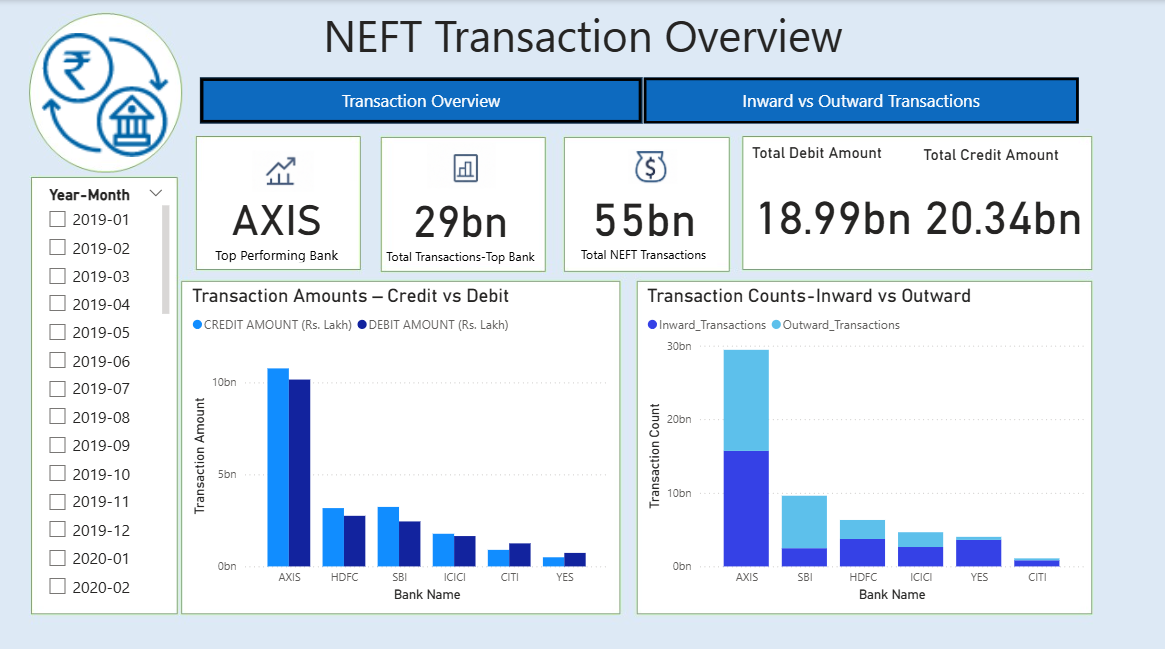 NEFT Transaction Overview
₹
Transaction Overview
Inward vs Outward Transactions
Year-Month
2019-01
2019-02
2019-03
2019-04
2019-05
2019-06
2019-07
2019-08
2019-09
2019-10
2019-11
2019-12
2020-01
2020-02
AXIS
Top Performing Bank
29bn
Total Transactions-Top Bank
$
55bn
Total NEFT Transactions
Total Debit Amount
18.99bn
Total Credit Amount
20.34bn
Transaction Amounts – Credit vs Debit
CREDIT AMOUNT (Rs. Lakh) DEBIT AMOUNT (Rs. Lakh)
Transaction Amount
10bn
5bn
0bn
AXIS HDFC SBI ICICI CITI YES
Bank Name
Transaction Counts-Inward vs Outward
Inward_Transactions Outward_Transactions
Transaction Count
30bn
20bn
10bn
0bn
AXIS SBI HDFC ICICI YES CITI
Bank Name